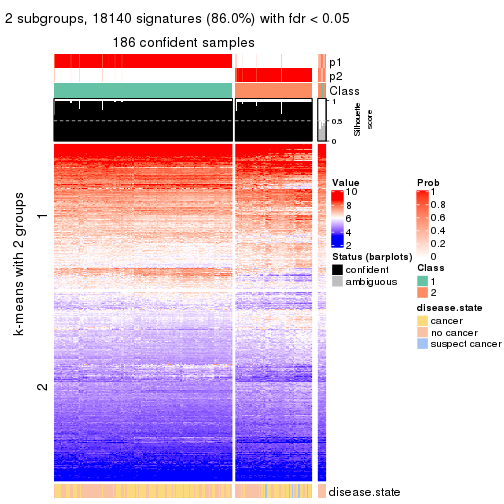 2 subgroups, 18140 signatures (86.0%) with fdr < 0.05
186 confident samples
p1
p2
Class
1
0.5
0
Silhouette
score
k-means with 2 groups
1
2
Value
10
8
6
4
2
Status (barplots)
confident
ambiguous
Prob
1
0.8
0.6
0.4
0.2
0
Class
1
2
disease.state
cancer
no cancer
suspect cancer
disease.state